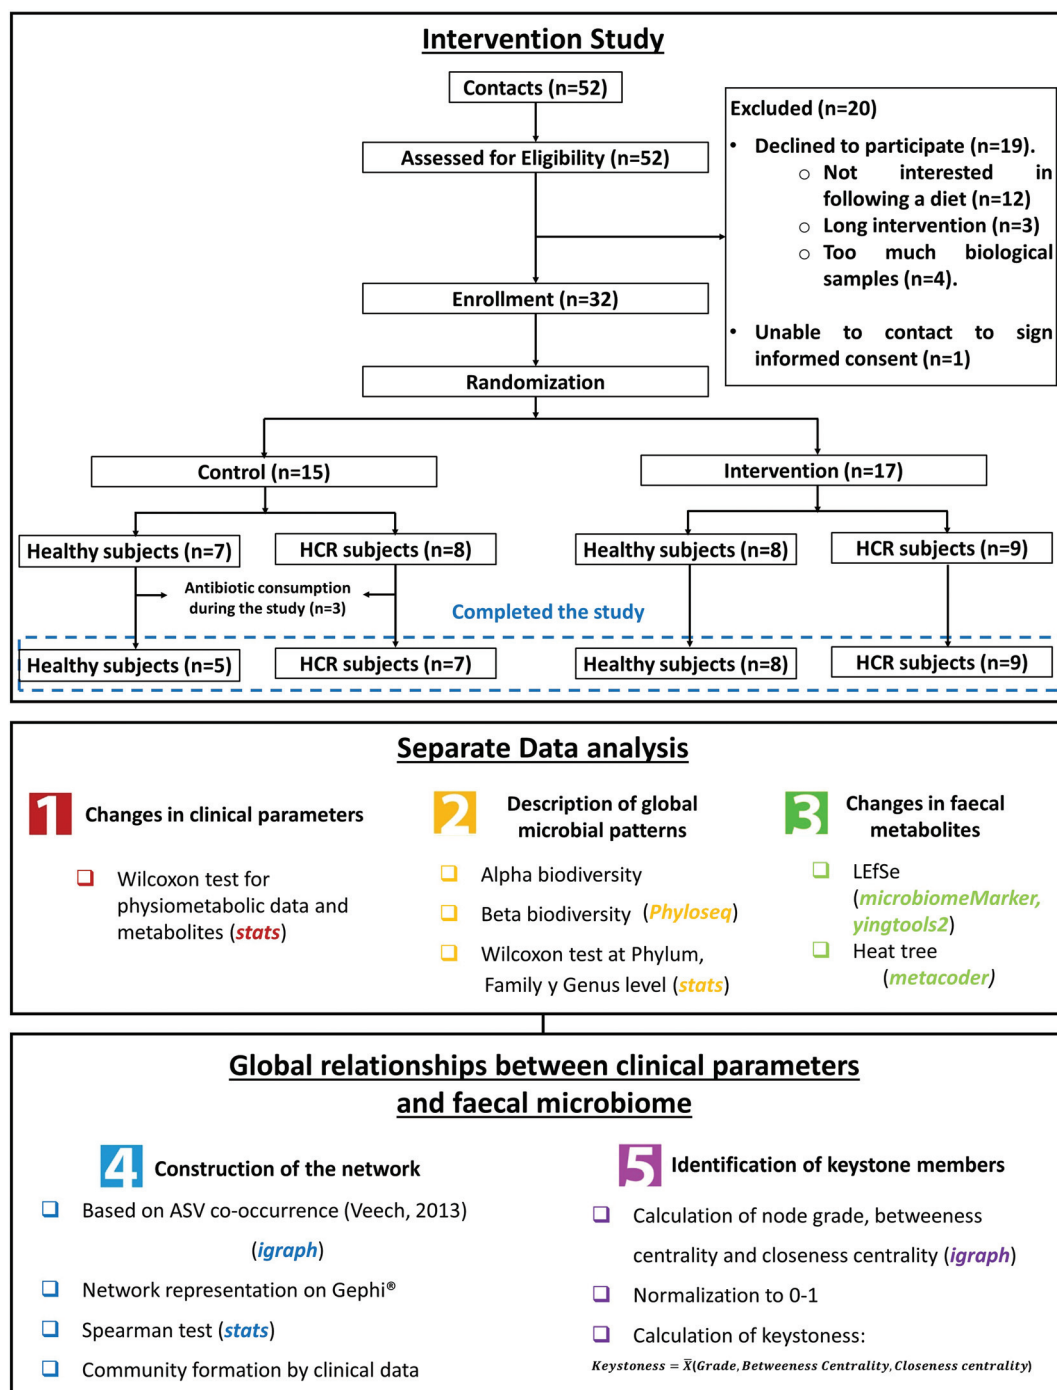 Intervention Study
Contacts (n=52)
Assessed for Eligibility (n=52)
Excluded (n=20)
• Declined to participate (n=19).
o Not interested in
following a diet (n=12)
o Long intervention (n=3)
o Too much biological
samples (n=4).
• Unable to contact to sign
informed consent (n=1)
Enrollment (n=32)
Randomization
Control (n=15)
Intervention (n=17)
Healthy subjects (n=7)
HCR subjects (n=8)
Healthy subjects (n=8)
HCR subjects (n=9)
Antibiotic consumption
during the study (n=3)
Completed the study
Healthy subjects (n=5)
HCR subjects (n=7)
Healthy subjects (n=8)
HCR subjects (n=9)
Separate Data analysis
1 Changes in clinical parameters
Wilcoxon test for
physiometabolic data and
metabolites (stats)
2 Description of global
microbial patterns
Alpha biodiversity
Beta biodiversity (Phyloseq)
Wilcoxon test at Phylum,
Family y Genus level (stats)
3 Changes in faecal
metabolites
LEfSe
(microbiomeMarker,
yingtools2)
Heat tree
(metacoder)
Global relationships between clinical parameters
and faecal microbiome
4 Construction of the network
Based on ASV co-occurrence (Veech, 2013)
(igraph)
Network representation on Gephi®
Spearman test (stats)
Community formation by clinical data
5 Identification of keystone members
Calculation of node grade, betweeness
centrality and closeness centrality (igraph)
Normalization to 0-1
Calculation of keystoness:
Keystoness = X̅(Grade, Betweeness Centrality, Closeness centrality)